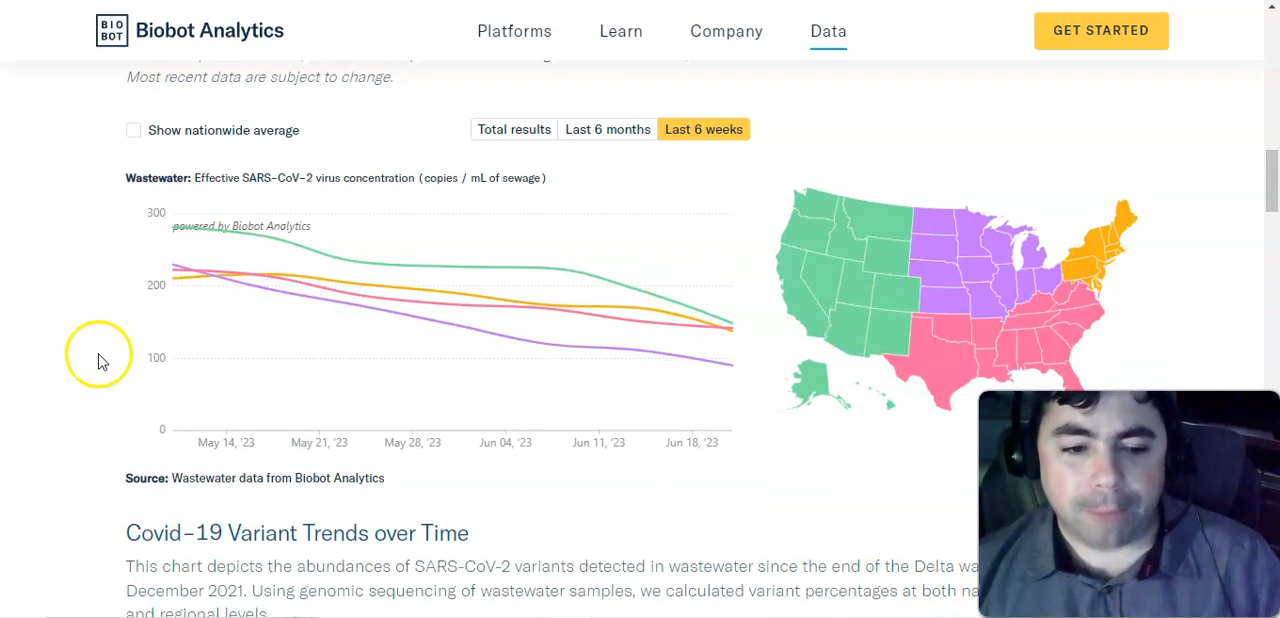 BIO
BOT
Biobot Analytics
Platforms
Learn
Company
Data
GET STARTED
Most recent data are subject to change.
Show nationwide average
Total results
Last 6 months
Last 6 weeks
Wastewater: Effective SARS-CoV-2 virus concentration (copies / mL of sewage)
300
powered by Biobot Analytics
200
100
0
May 14, '23
May 21, '23
May 28, '23
Jun 04, '23
Jun 11, '23
Jun 18, '23
Source: Wastewater data from Biobot Analytics
Covid-19 Variant Trends over Time
This chart depicts the abundances of SARS-CoV-2 variants detected in wastewater since the end of the Delta
December 2021. Using genomic sequencing of wastewater samples, we calculated variant percentages at both
and regional levels.